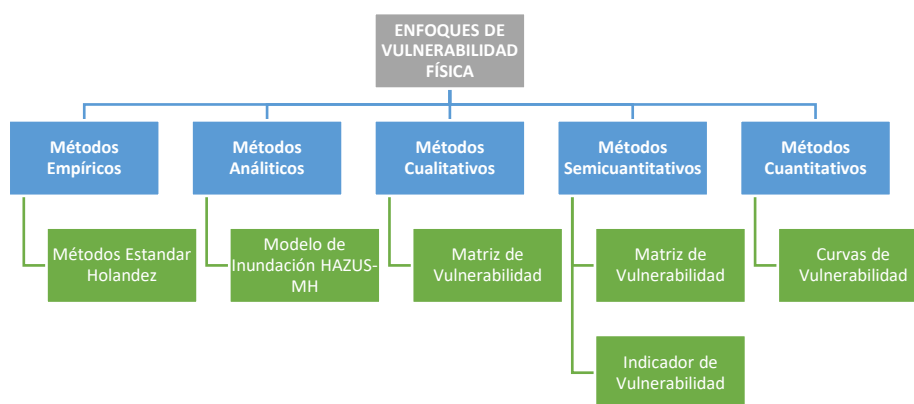 ENFOQUES DE
VULNERABILIDAD
FÍSICA
Métodos
Empíricos
Métodos
Análiticos
Métodos
Cualitativos
Métodos
Semicuantitativos
Métodos
Cuantitativos
Métodos Estandar
Holandez
Modelo de
Inundación HAZUS-
MH
Matriz de
Vulnerabilidad
Matriz de
Vulnerabilidad
Curvas de
Vulnerabilidad
Indicador de
Vulnerabilidad